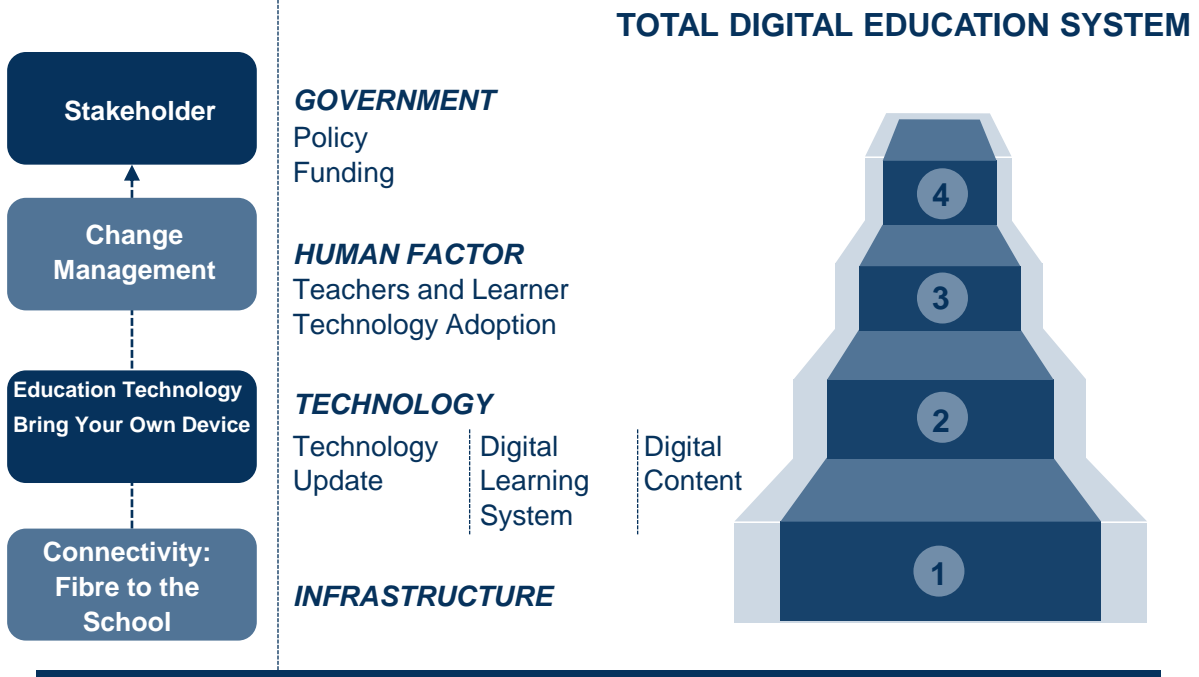 TOTAL DIGITAL EDUCATION SYSTEM
Stakeholder
GOVERNMENT
Policy
Funding
Change
Management
HUMAN FACTOR
Teachers and Learner
Technology Adoption
Education Technology
Bring Your Own Device
TECHNOLOGY
Technology
Update
Digital
Learning
System
Digital
Content
Connectivity:
Fibre to the
School
INFRASTRUCTURE
4
3
2
1